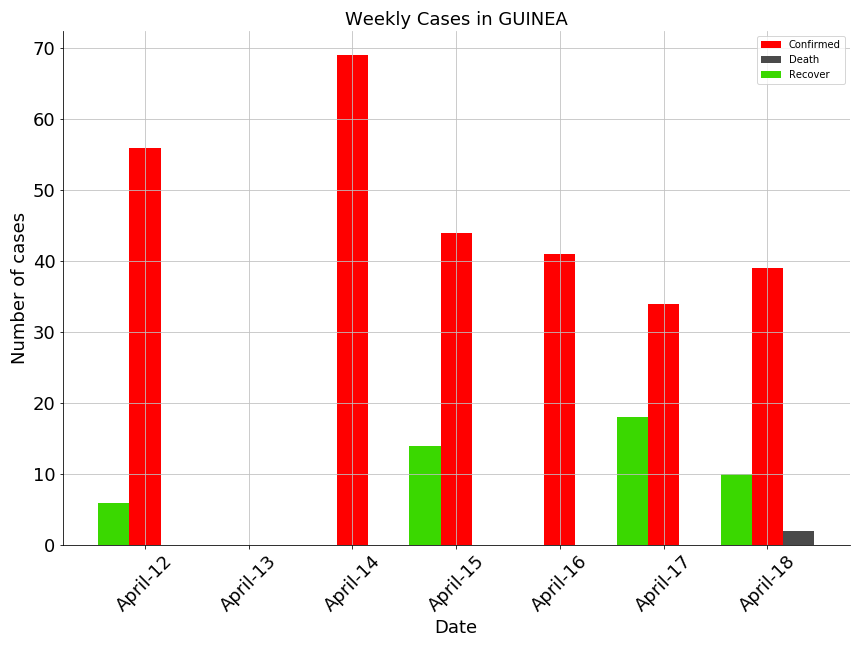 Weekly Cases in GUINEA
Confirmed
Death
Recover
Number of cases
70
60
50
40
30
20
10
0
April-12
April-13
April-14
April-15
April-16
April-17
April-18
Date